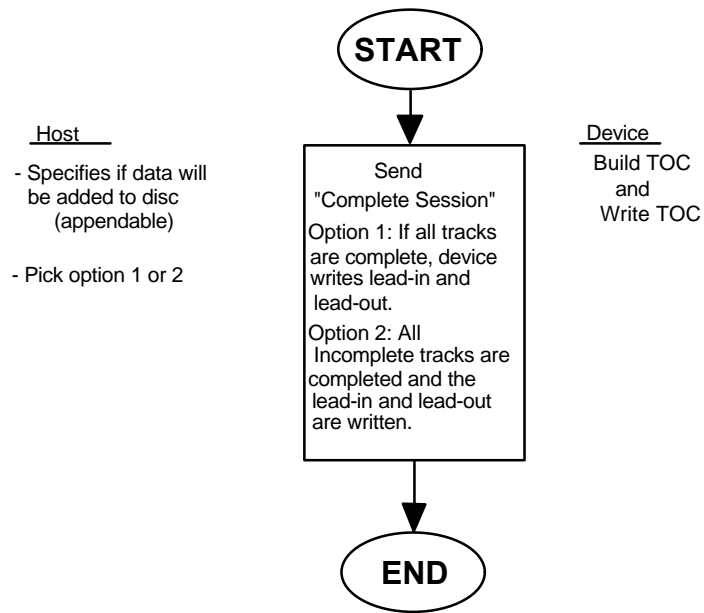 START
Host
- Specifies if data will
be added to disc
(appendable)
- Pick option 1 or 2
Send
"Complete Session"
Option 1: If all tracks
are complete, device
writes lead-in and
lead-out.
Option 2: All
Incomplete tracks are
completed and the
lead-in and lead-out
are written.
Device
Build TOC
and
Write TOC
END